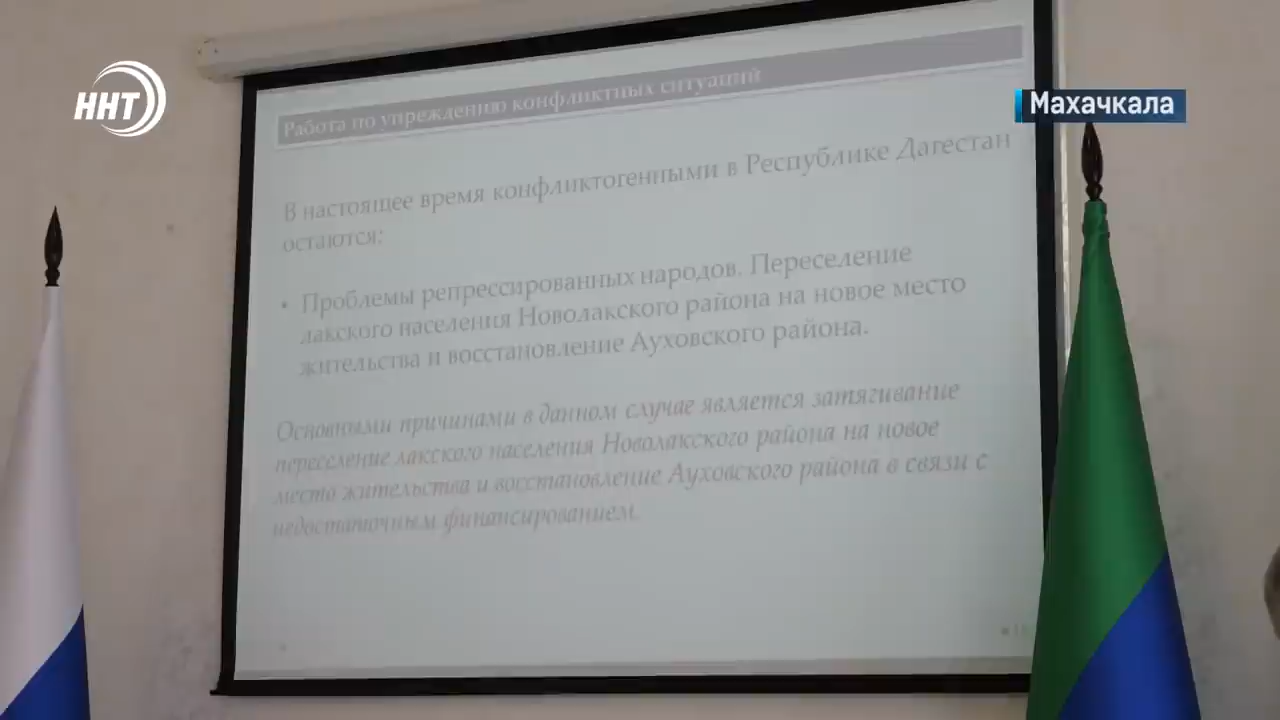 ННТ
Махачкала
Работа по упреждению конфликтных ситуаций
В настоящее время конфликтогенными в Республике Дагестан
остаются:
• Проблемы репрессированных народов. Переселение
лакского населения Новолакского района на новое место
жительства и восстановление Ауховского района.
Основными причинами в данном случае является затягивание
переселение лакского населения Новолакского района на новое
место жительства и восстановление Ауховского района в связи с
недостаточным финансированием.